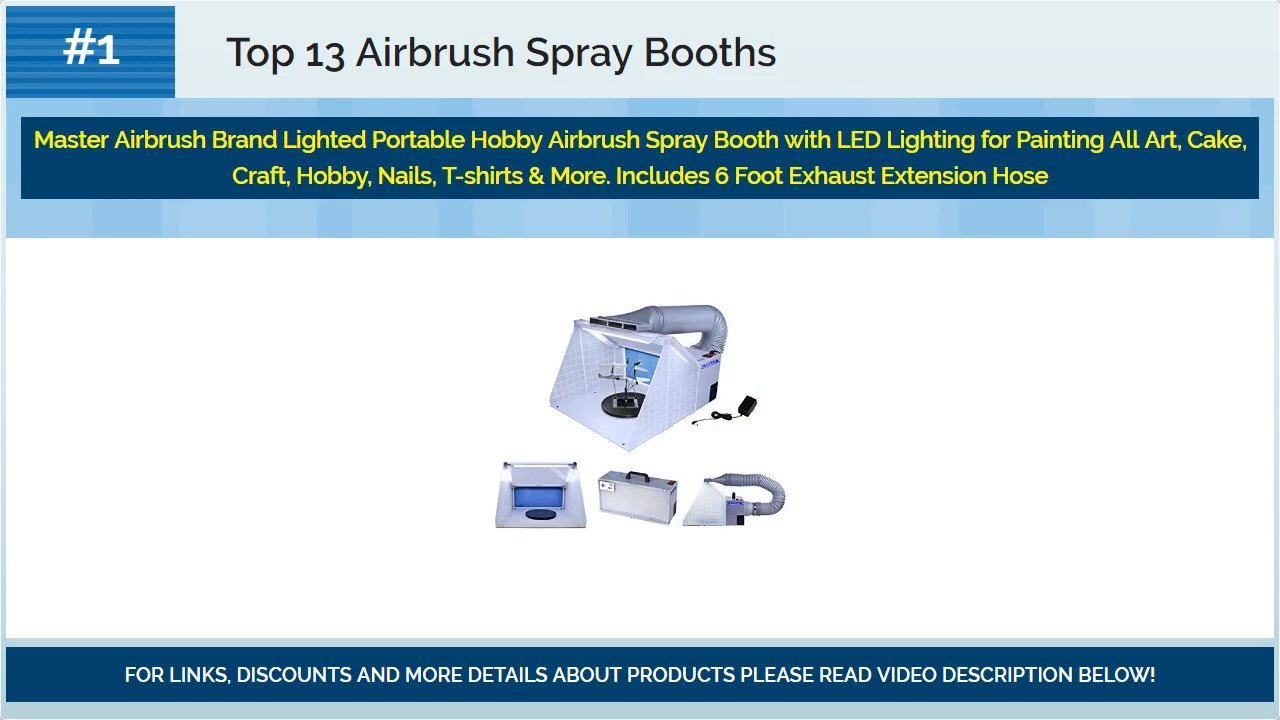 #1
Top 13 Airbrush Spray Booths
Master Airbrush Brand Lighted Portable Hobby Airbrush Spray Booth with LED Lighting for Painting All Art, Cake,
Craft, Hobby, Nails, T-shirts & More. Includes 6 Foot Exhaust Extension Hose
FOR LINKS, DISCOUNTS AND MORE DETAILS ABOUT PRODUCTS PLEASE READ VIDEO DESCRIPTION BELOW!